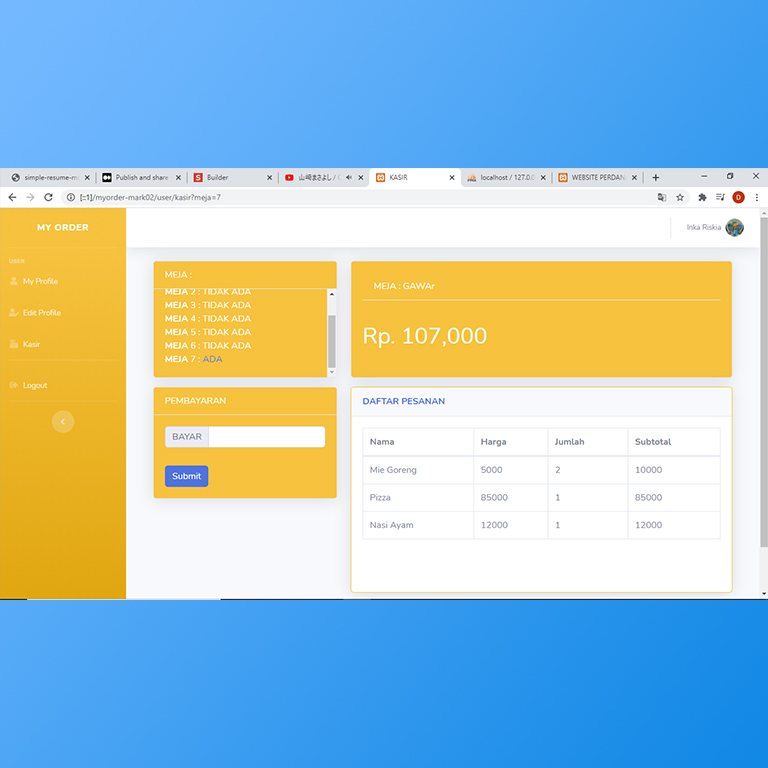 simple-resume-m
Publish and share
Builder
山崎まさよし / O
KASIR
localhost / 127.0.0
WEBSITE PERDAN
[::1]/myorder-mark02/user/kasir?meja=7
D
MY ORDER
Inka Riskia
USER
My Profile
Edit Profile
Kasir
Logout
MEJA :
MEJA 2 : TIDAK ADA
MEJA 3 : TIDAK ADA
MEJA 4 : TIDAK ADA
MEJA 5 : TIDAK ADA
MEJA 6 : TIDAK ADA
MEJA 7 : ADA
MEJA : GAWAr
Rp. 107,000
PEMBAYARAN
BAYAR
Submit
DAFTAR PESANAN
Nama Harga Jumlah Subtotal
Mie Goreng 5000 2 10000
Pizza 85000 1 85000
Nasi Ayam 12000 1 12000